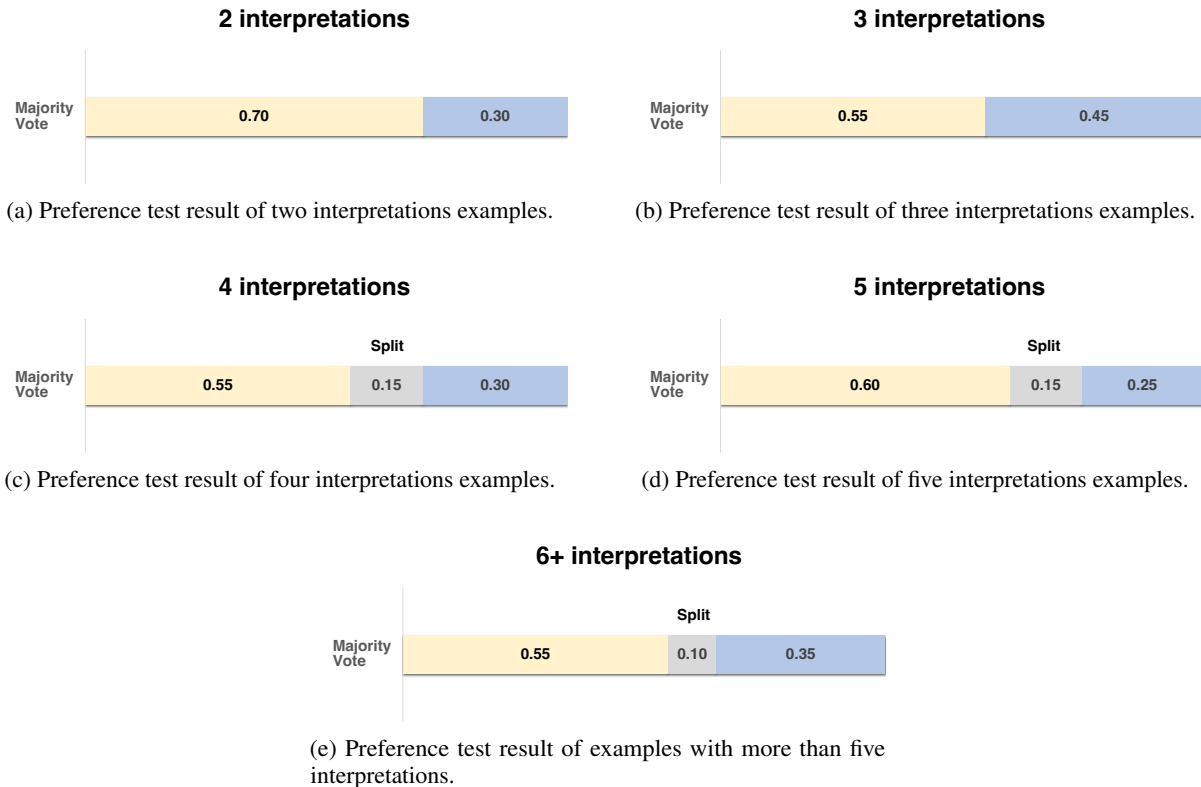 2 interpretations
Majority
Vote
0.70
0.30
(a) Preference test result of two interpretations examples.
3 interpretations
Majority
Vote
0.55
0.45
(b) Preference test result of three interpretations examples.
4 interpretations
Split
Majority
Vote
0.55
0.15
0.30
(c) Preference test result of four interpretations examples.
5 interpretations
Split
Majority
Vote
0.60
0.15
0.25
(d) Preference test result of five interpretations examples.
6+ interpretations
Split
Majority
Vote
0.55
0.10
0.35
(e) Preference test result of examples with more than five
interpretations.